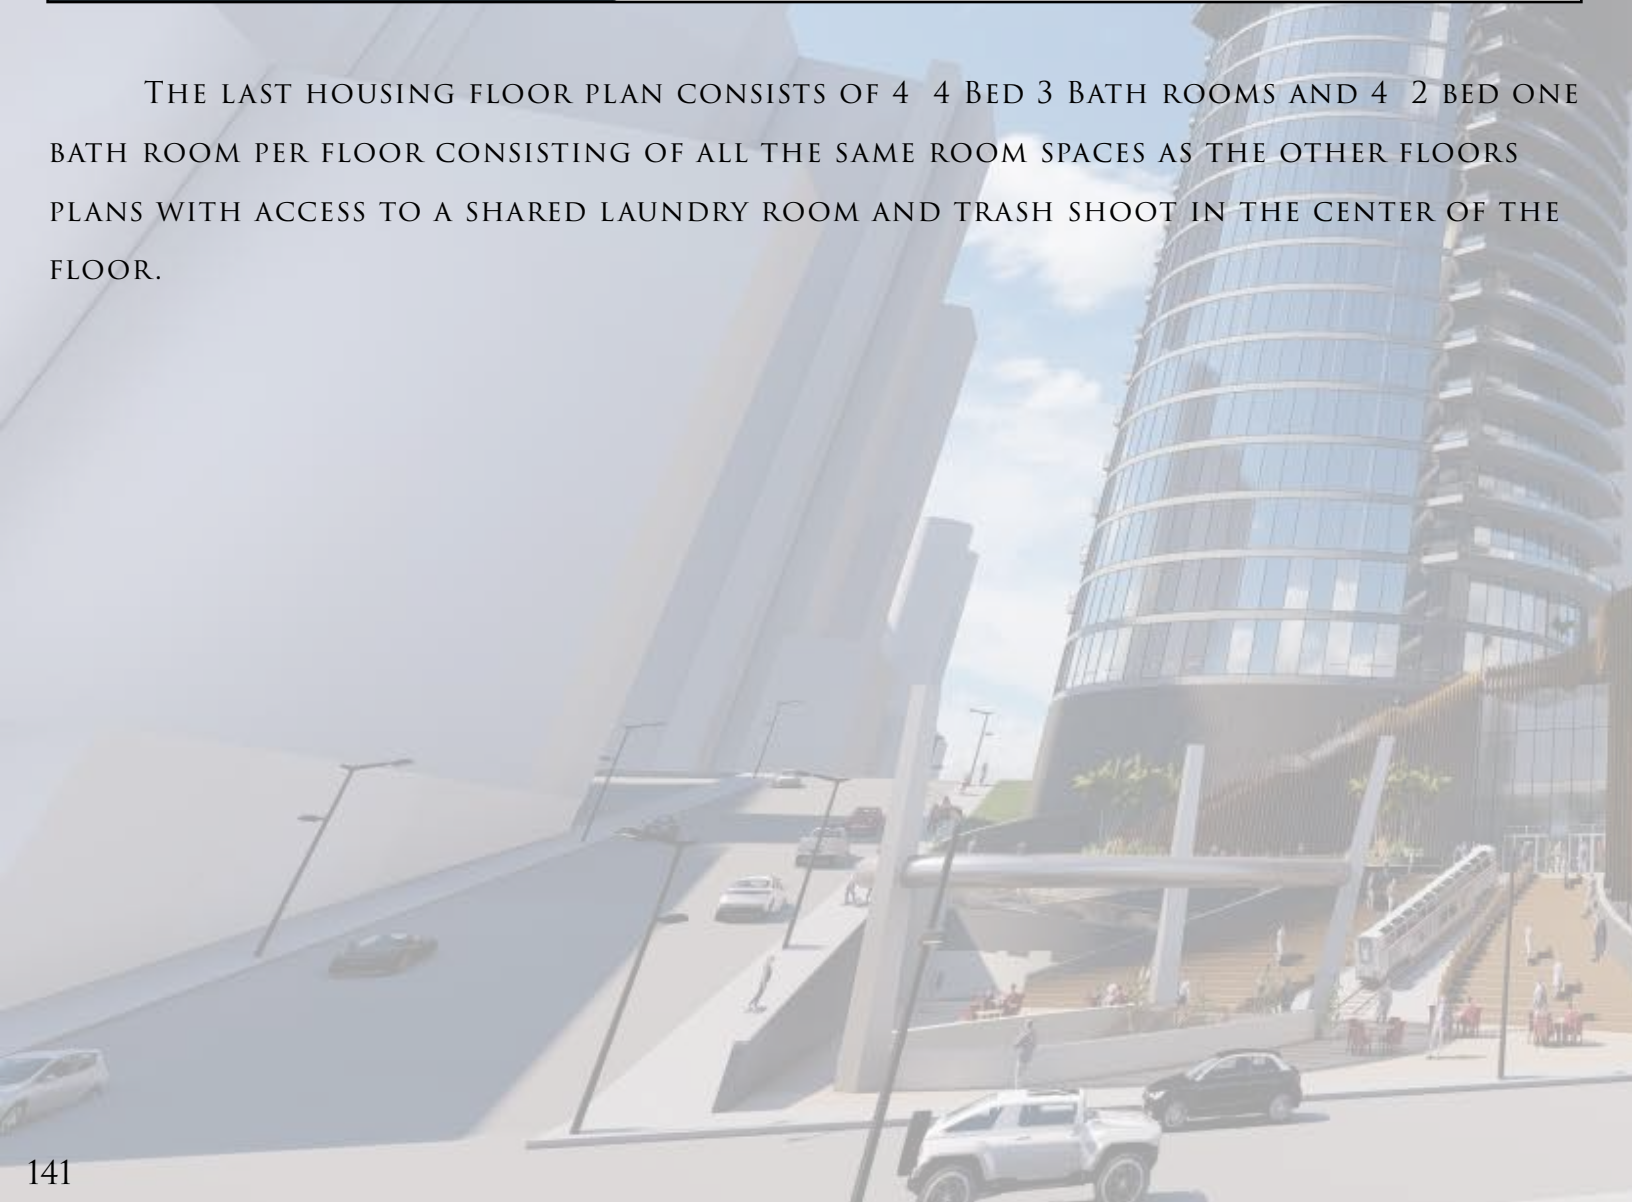 The last housing floor plan consists of 4 4 Bed 3 Bath rooms and 4 2 bed one
bath room per floor consisting of all the same room spaces as the other floors
plans with access to a shared laundry room and trash shoot in the center of the
floor.
141